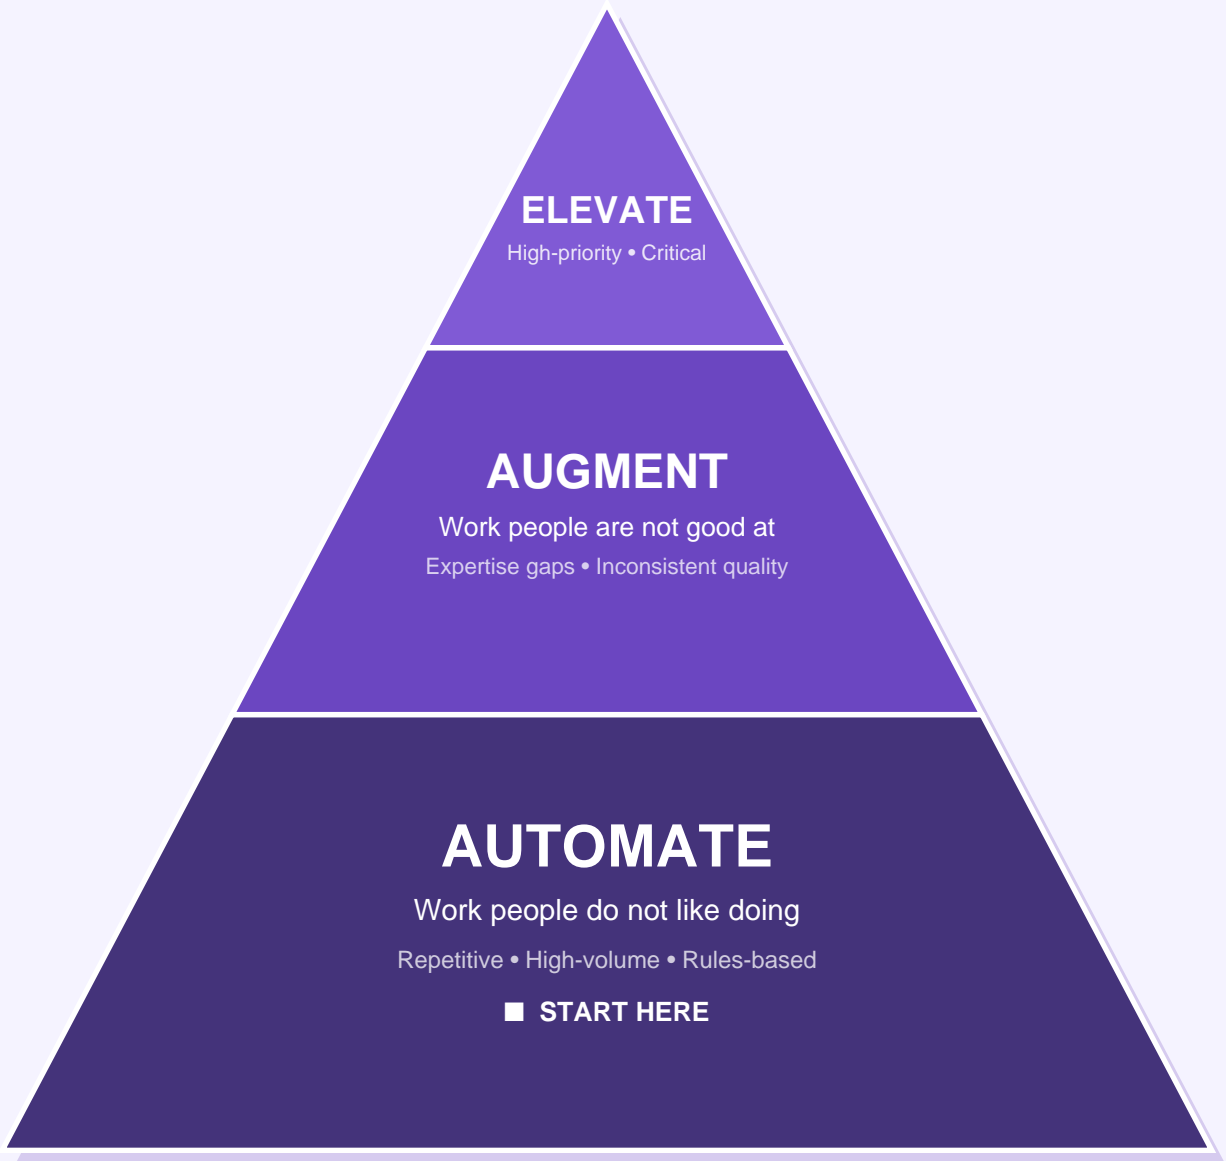 ELEVATE
High-priority • Critical
AUGMENT
Work people are not good at
Expertise gaps • Inconsistent quality
AUTOMATE
Work people do not like doing
Repetitive • High-volume • Rules-based
■ START HERE